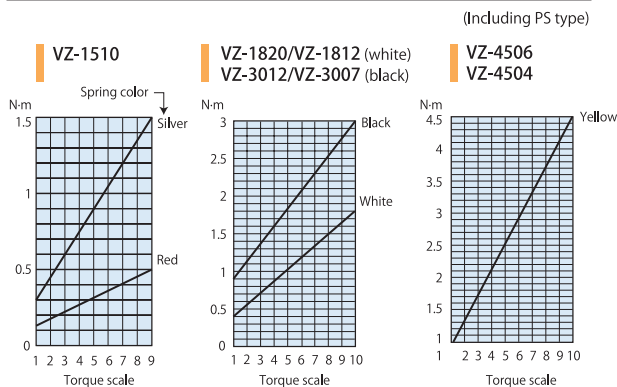 (Including PS type)
VZ-1510
VZ-1820/VZ-1812 (white)
VZ-3012/VZ-3007 (black)
VZ-4506
VZ-4504
Spring color
N·m
1.5
1
0.5
0
Silver
Red
1 2 3 4 5 6 7 8 9
Torque scale
N·m
3
2.5
2
1.5
1
0.5
0
Black
White
1 2 3 4 5 6 7 8 9 10
Torque scale
N·m
4.5
4
3.5
3
2.5
2
1.5
1
Yellow
1 2 3 4 5 6 7 8 9 10
Torque scale